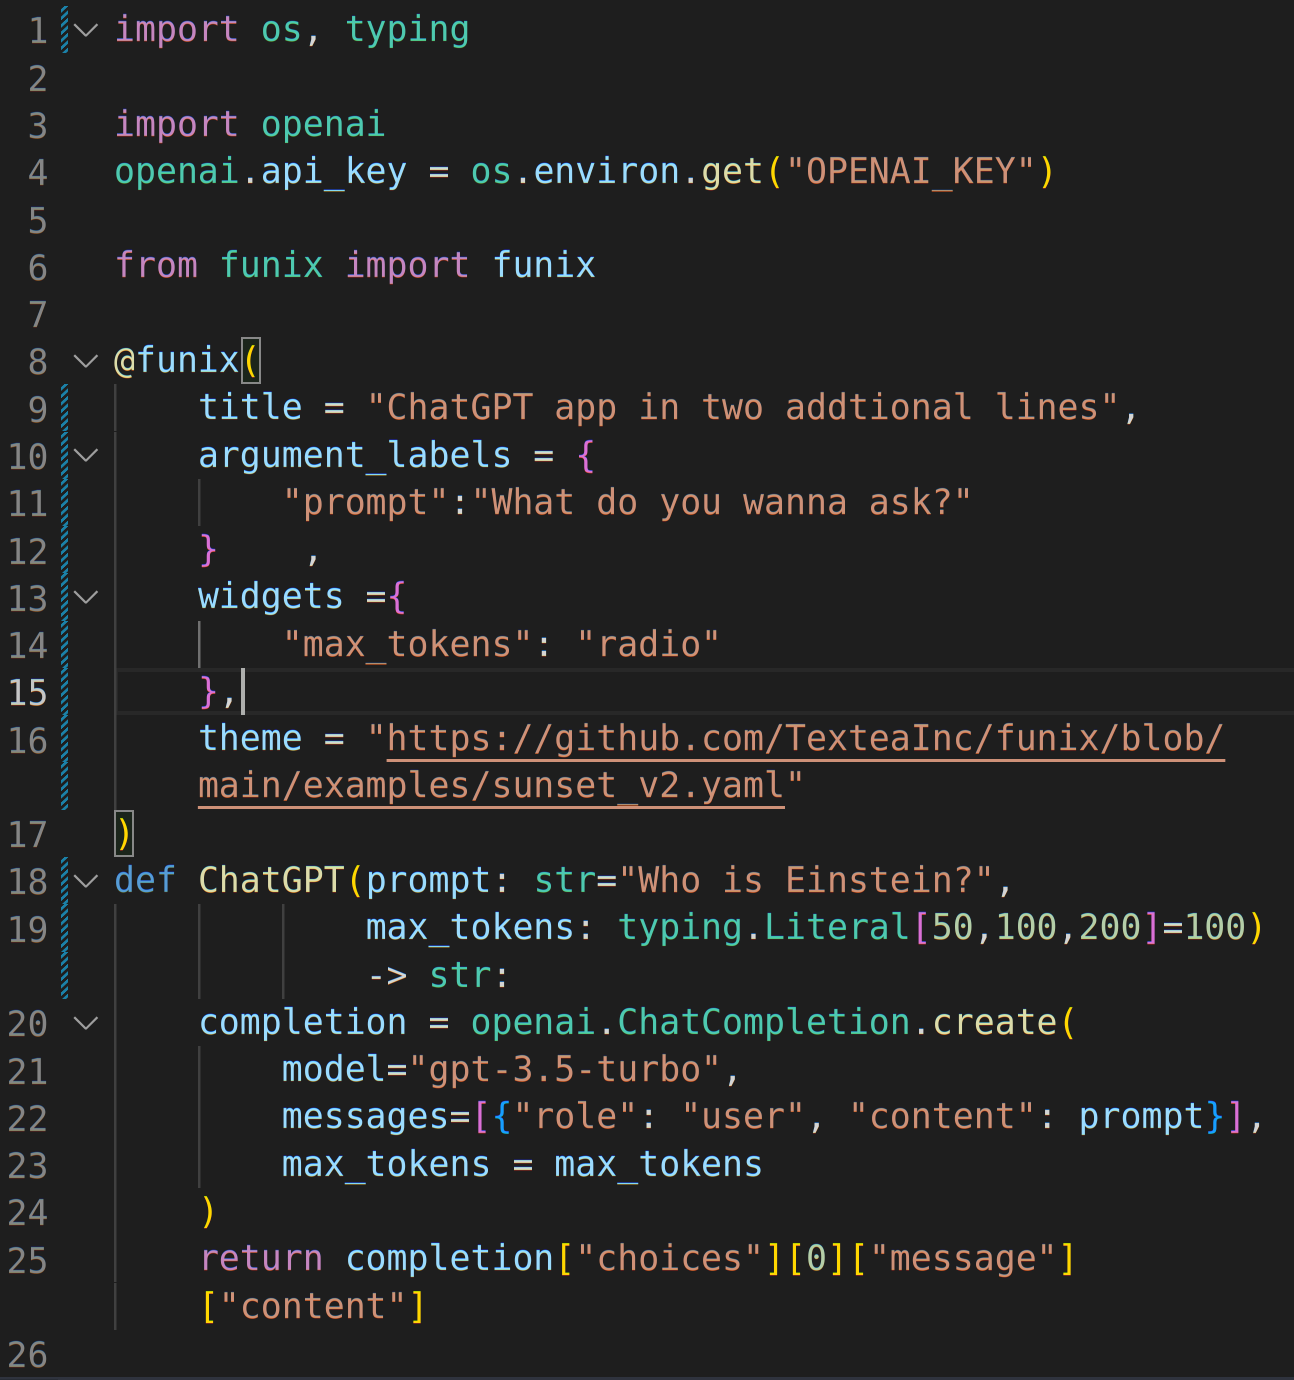 1 import os, typing
2
3 import openai
4 openai.api_key = os.environ.get("OPENAI_KEY")
5
6 from funix import funix
7
8 @funix(
9     title = "ChatGPT app in two addtional lines",
10     argument_labels = {
11         "prompt":"What do you wanna ask?"
12     }    ,
13     widgets ={
14         "max_tokens": "radio"
15     },
16     theme = "https://github.com/TexteaInc/funix/blob/
    main/examples/sunset_v2.yaml"
17 )
18 def ChatGPT(prompt: str="Who is Einstein?",
19             max_tokens: typing.Literal[50,100,200]=100)
            -> str:
20     completion = openai.ChatCompletion.create(
21         model="gpt-3.5-turbo",
22         messages=[{"role": "user", "content": prompt}],
23         max_tokens = max_tokens
24     )
25     return completion["choices"][0]["message"]
    ["content"]
26